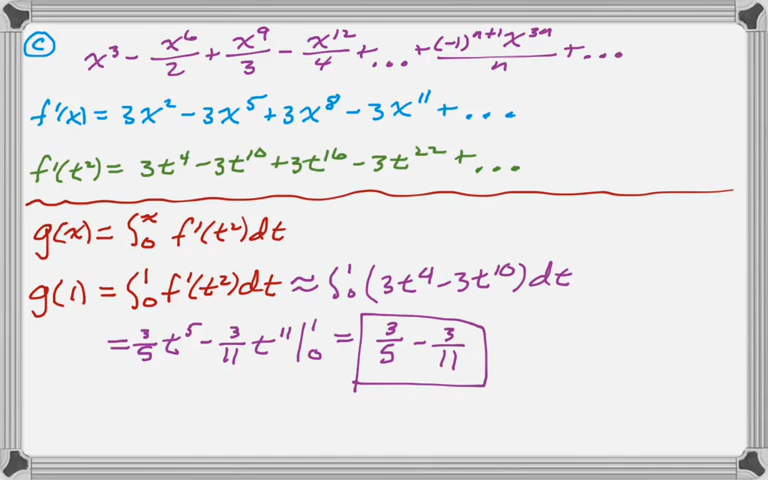 c x³ - x⁶/2 + x⁹/3 - x¹²/4 + ... + (-1)ⁿ⁺¹x³ⁿ/n + ...
f'(x) = 3x² - 3x⁵ + 3x⁸ - 3x¹¹ + ...
f'(t²) = 3t⁴ - 3t¹⁰ + 3t¹⁶ - 3t²² + ...
g(x) = ∫₀ˣ f'(t²)dt
g(1) = ∫₀¹ f'(t²)dt ≈ ∫₀¹ (3t⁴ - 3t¹⁰)dt
= 3/5 t⁵ - 3/11 t¹¹ |₀¹ = 3/5 - 3/11